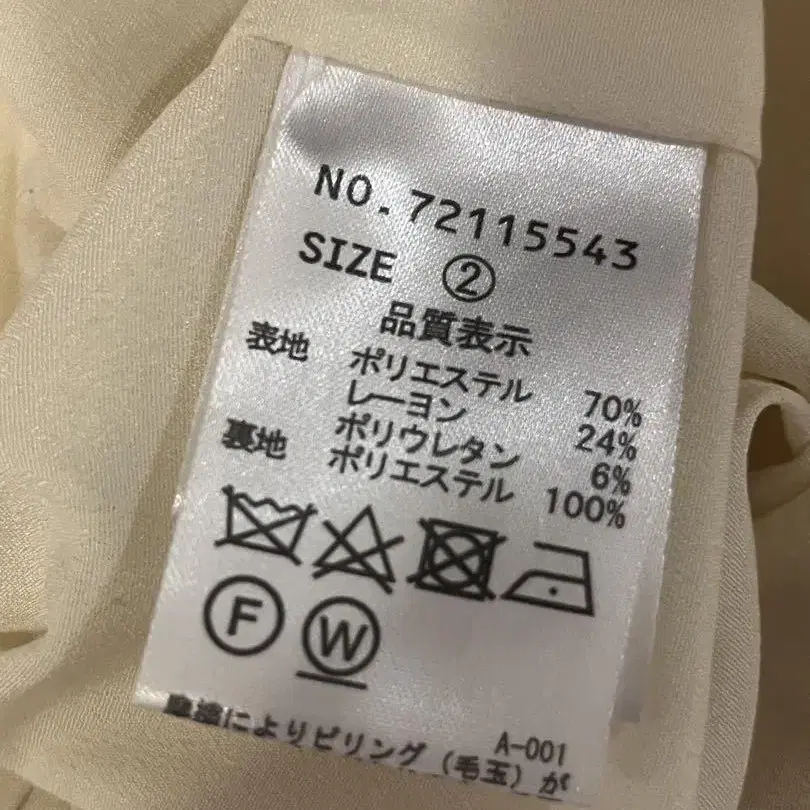 NO.72115543
SIZE ②
品質表示
表地 ポリエステル 70%
レーヨン 24%
ポリウレタン 6%
裏地 ポリエステル 100%
F W
A-001
摩擦によりピリング(毛玉)が